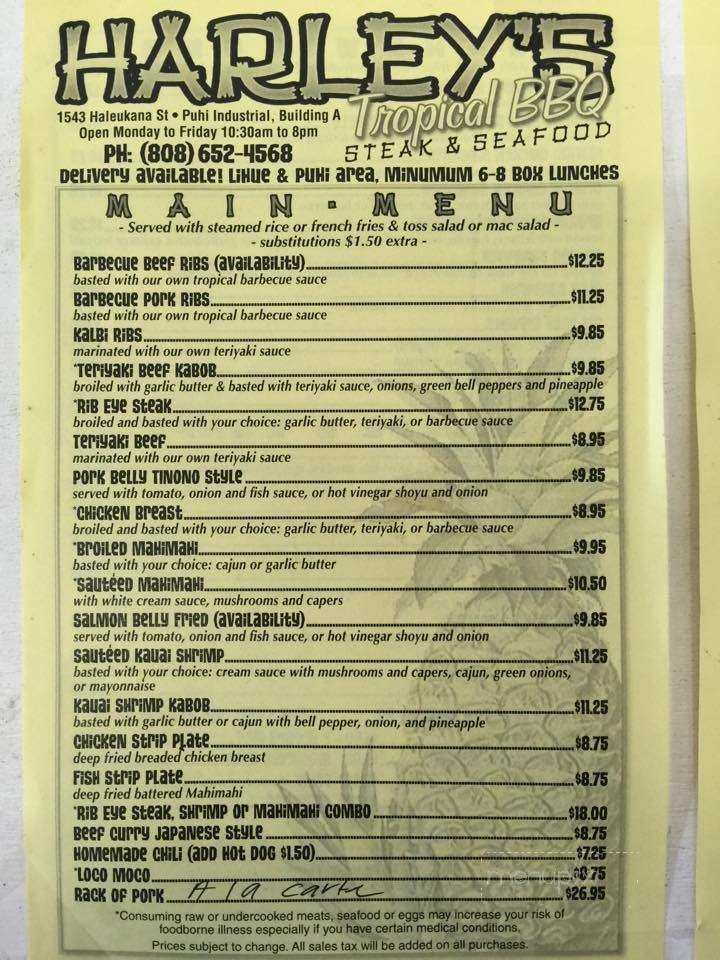 HARLEY'S
Tropical BBQ
STEAK & SEAFOOD
1543 Haleukana St • Puhi Industrial, Building A
Open Monday to Friday 10:30am to 8pm
PH: (808) 652-4568
Delivery available! Lihue & Puhi area, Minumum 6-8 Box Lunches
MAIN • MENU
- Served with steamed rice or french fries & toss salad or mac salad -
- substitutions $1.50 extra -
Barbecue Beef Ribs (availability) $12.25
basted with our own tropical barbecue sauce
Barbecue Pork Ribs $11.25
basted with our own tropical barbecue sauce
Kalbi Ribs $9.85
marinated with our own teriyaki sauce
*Teriyaki Beef Kabob $9.85
broiled with garlic butter & basted with teriyaki sauce, onions, green bell peppers and pineapple
*Rib Eye Steak $12.75
broiled and basted with your choice: garlic butter, teriyaki, or barbecue sauce
Teriyaki Beef $8.95
marinated with our own teriyaki sauce
Pork Belly Tinono Style $9.85
served with tomato, onion and fish sauce, or hot vinegar shoyu and onion
*Chicken Breast $8.95
broiled and basted with your choice: garlic butter, teriyaki, or barbecue sauce
*Broiled Mahimahi $9.95
basted with your choice: cajun or garlic butter
*Sautéed Mahimahi $10.50
with white cream sauce, mushrooms and capers
Salmon Belly Fried (availability) $9.85
served with tomato, onion and fish sauce, or hot vinegar shoyu and onion
Sautéed Kauai Shrimp $11.25
basted with your choice: cream sauce with mushrooms and capers, cajun, green onions,
or mayonnaise
Kauai Shrimp Kabob $11.25
basted with garlic butter or cajun with bell pepper, onion, and pineapple
Chicken Strip Plate $8.75
deep fried breaded chicken breast
Fish Strip Plate $8.75
deep fried battered Mahimahi
*Rib Eye Steak, Shrimp or Mahimahi Combo $18.00
Beef Curry Japanese Style $8.75
Homemade Chili (add Hot Dog $1.50) $7.25
*Loco Moco $8.75
Rack of Pork A la carte $26.95
*Consuming raw or undercooked meats, seafood or eggs may increase your risk of
foodborne illness especially if you have certain medical conditions.
Prices subject to change. All sales tax will be added on all purchases.